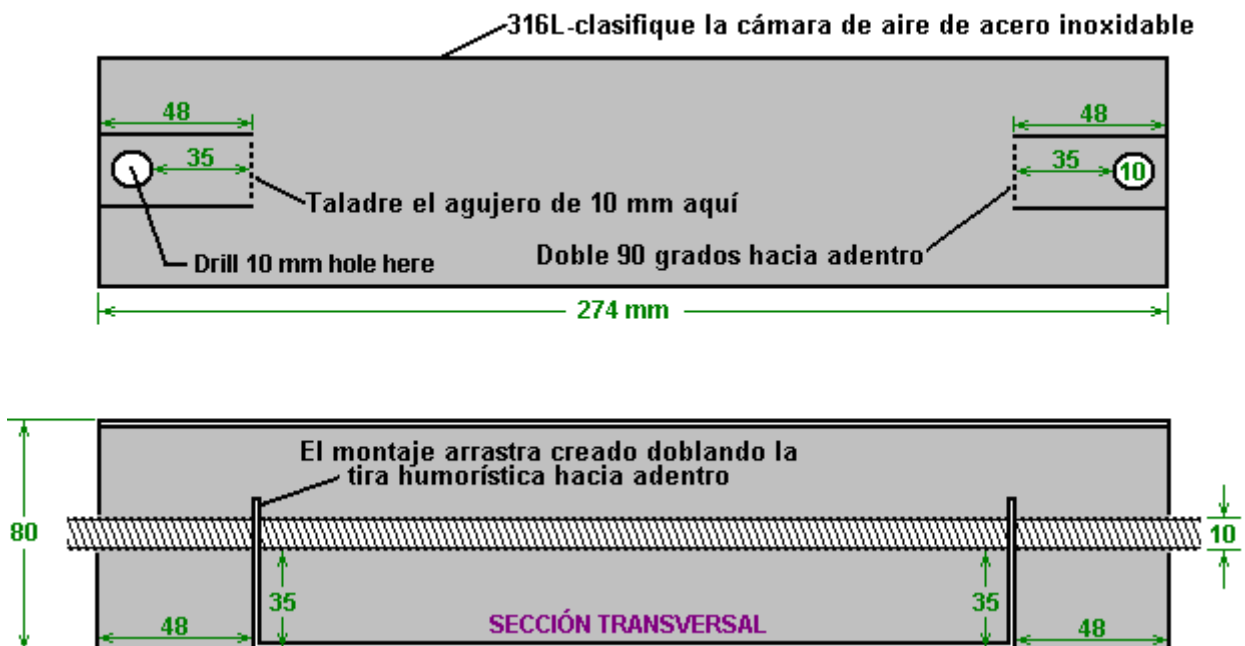 316L-clasifique la cámara de aire de acero inoxidable
48
48
35
35
10
Taladre el agujero de 10 mm aquí
Doble 90 grados hacia adentro
Drill 10 mm hole here
274 mm
El montaje arrastra creado doblando la
tira humorística hacia adentro
80
10
35
35
SECCIÓN TRANSVERSAL
48
48